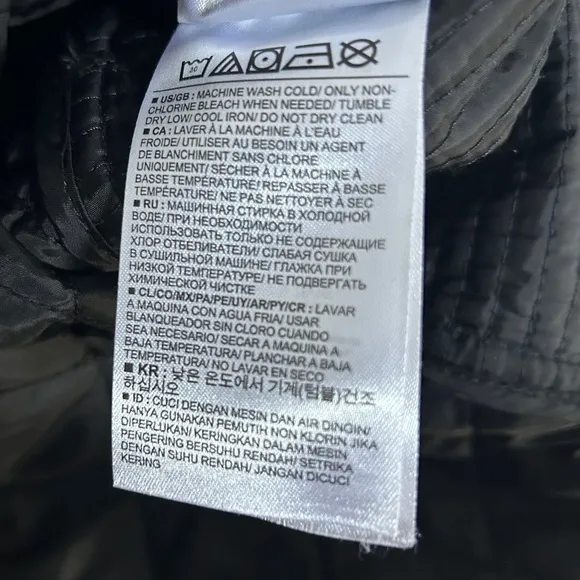 30
■ US/GB : MACHINE WASH COLD/ ONLY NON-
CHLORINE BLEACH WHEN NEEDED/ TUMBLE
DRY LOW/ COOL IRON/ DO NOT DRY CLEAN
■ CA : LAVER À LA MACHINE À L'EAU
FROIDE/ UTILISER AU BESOIN UN AGENT
DE BLANCHIMENT SANS CHLORE
UNIQUEMENT/ SÉCHER À LA MACHINE À
BASSE TEMPÉRATURE/ REPASSER À BASSE
TEMPÉRATURE/ NE PAS NETTOYER À SEC
■ RU : МАШИННАЯ СТИРКА В ХОЛОДНОЙ
ВОДЕ/ ПРИ НЕОБХОДИМОСТИ
ИСПОЛЬЗОВАТЬ ТОЛЬКО НЕ СОДЕРЖАЩИЕ
ХЛОР ОТБЕЛИВАТЕЛИ/ СЛАБАЯ СУШКА
В СУШИЛЬНОЙ МАШИНЕ/ ГЛАЖКА ПРИ
НИЗКОЙ ТЕМПЕРАТУРЕ/ НЕ ПОДВЕРГАТЬ
ХИМИЧЕСКОЙ ЧИСТКЕ
■ CL/CO/MX/PA/PE/UY/AR/PY/CR : LAVAR
A MAQUINA CON AGUA FRIA/ USAR
BLANQUEADOR SIN CLORO CUANDO
SEA NECESARIO/ SECAR A MAQUINA A
BAJA TEMPERATURA/ PLANCHAR A BAJA
TEMPERATURA/ NO LAVAR EN SECO
■ KR : 낮은 온도에서 기계(텀블)건조
하십시오
■ ID : CUCI DENGAN MESIN DAN AIR DINGIN/
HANYA GUNAKAN PEMUTIH NON KLORIN JIKA
DIPERLUKAN/ KERINGKAN DALAM MESIN
PENGERING BERSUHU RENDAH/ SETRIKA
DENGAN SUHU RENDAH/ JANGAN DICUCI
KERING